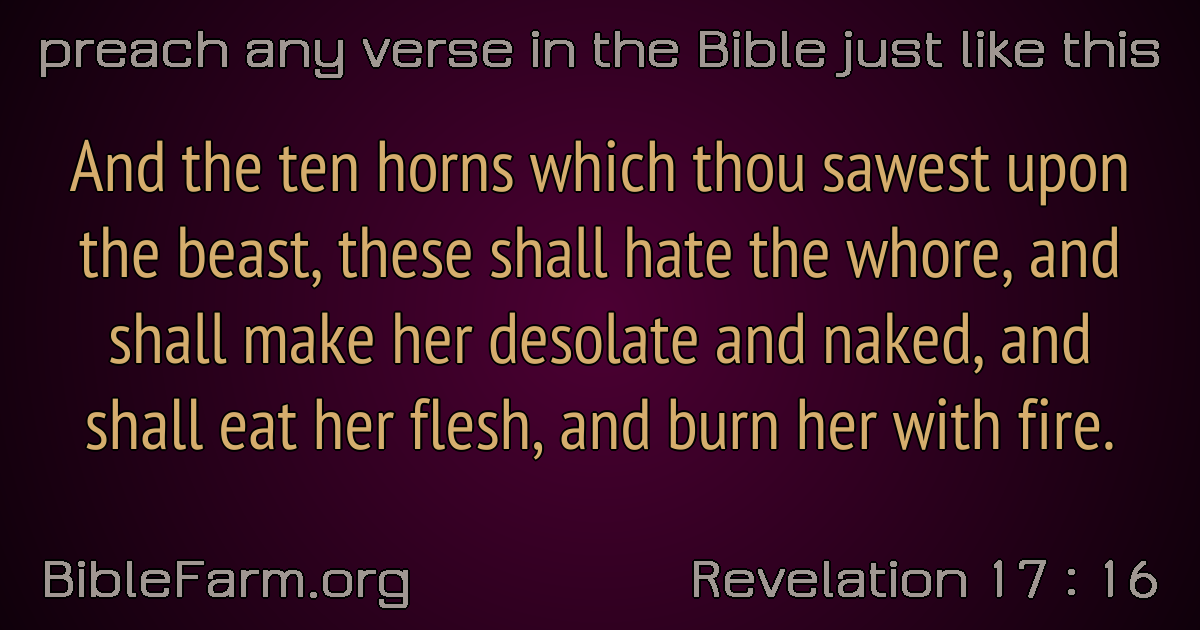 preach any verse in the Bible just like this
And the ten horns which thou sawest upon
the beast, these shall hate the whore, and
shall make her desolate and naked, and
shall eat her flesh, and burn her with fire.
BibleFarm.org
Revelation 17 : 16